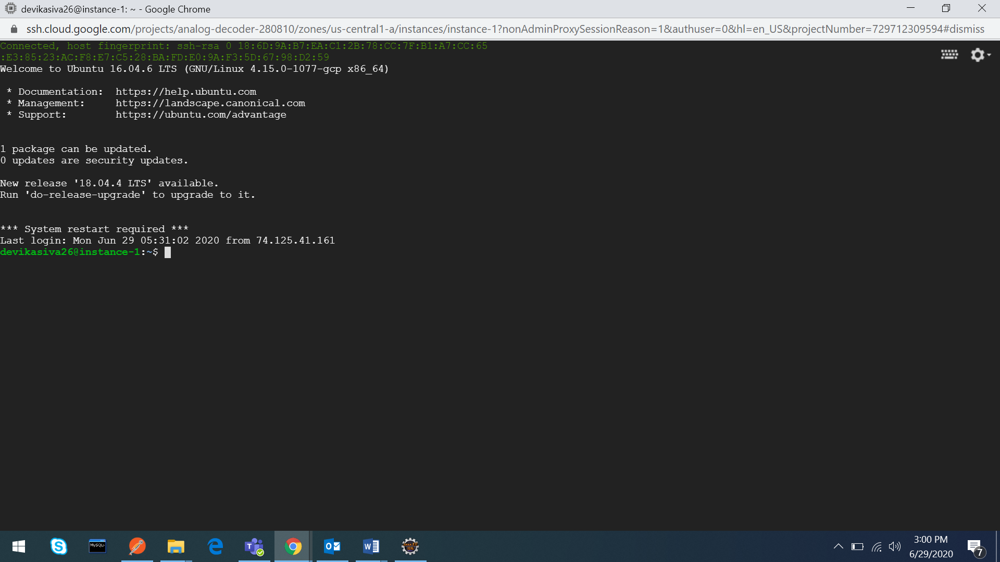 devikasiva26@instance-1: ~ - Google Chrome
ssh.cloud.google.com/projects/analog-decoder-280810/zones/us-central1-a/instances/instance-1?nonAdminProxySessionReason=1&authuser=0&hl=en_US&projectNumber=729712309594#dismiss
Connected, host fingerprint: ssh-rsa 0 18:6D:9A:B7:EA:C1:2B:78:CC:7F:B1:A7:CC:65
:E3:85:23:AC:F8:E7:C5:28:BA:FD:E0:9A:F3:5D:67:98:D2:59
Welcome to Ubuntu 16.04.6 LTS (GNU/Linux 4.15.0-1077-gcp x86_64)
* Documentation:  https://help.ubuntu.com
* Management:     https://landscape.canonical.com
* Support:        https://ubuntu.com/advantage
1 package can be updated.
0 updates are security updates.
New release '18.04.4 LTS' available.
Run 'do-release-upgrade' to upgrade to it.
*** System restart required ***
Last login: Mon Jun 29 05:31:02 2020 from 74.125.41.161
devikasiva26@instance-1:~$
MySQL
Java EE
IDE
3:00 PM
6/29/2020
7